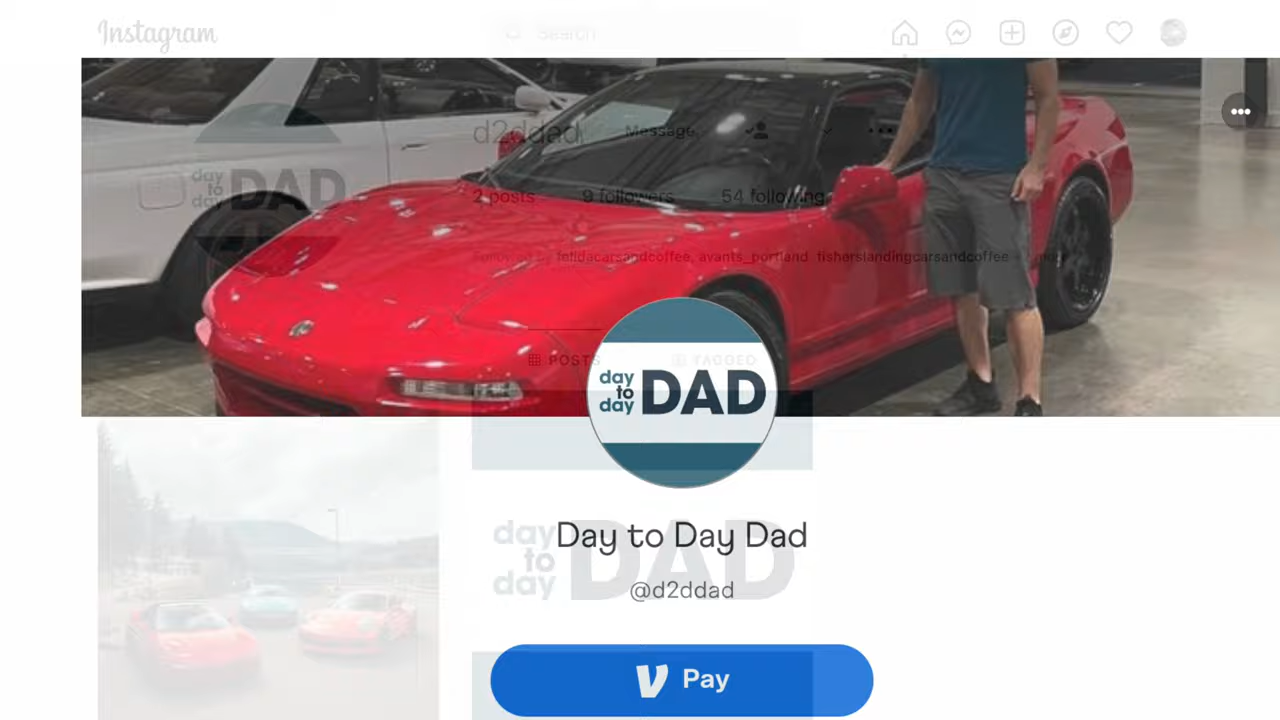 Instagram
Search
d2ddad
Message
2 posts
9 followers
54 following
Followed by felidacarsandcoffee, avants_portland fisherslandingcarsandcoffee
POSTS
TAGGED
day
to
day
DAD
day
to
day
DAD
Day to Day Dad
day
to
day
DAD
@d2ddad
V Pay